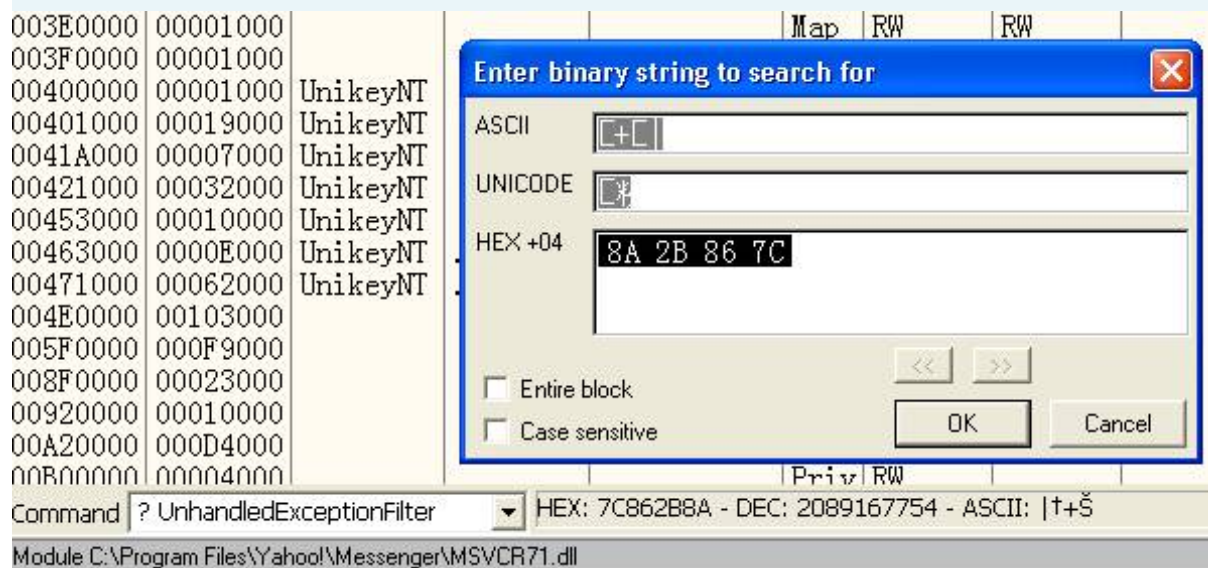 003E0000 00001000 Map RW RW
003F0000 00001000
00400000 00001000 UnikeyNT
00401000 00019000 UnikeyNT
0041A000 00007000 UnikeyNT
00421000 00032000 UnikeyNT
00453000 00010000 UnikeyNT
00463000 0000E000 UnikeyNT .
00471000 00062000 UnikeyNT .
004E0000 00103000
005F0000 000F9000
008F0000 00023000
00920000 00010000
00A20000 000D4000
00B00000 00004000 Priv RW
Enter binary string to search for
ASCII
UNICODE
HEX +04 8A 2B 86 7C
<< >>
Entire block
Case sensitive
OK Cancel
Command ? UnhandledExceptionFilter HEX: 7C862B8A - DEC: 2089167754 - ASCII: |†+Š
Module C:\Program Files\Yahoo!\Messenger\MSVCR71.dll